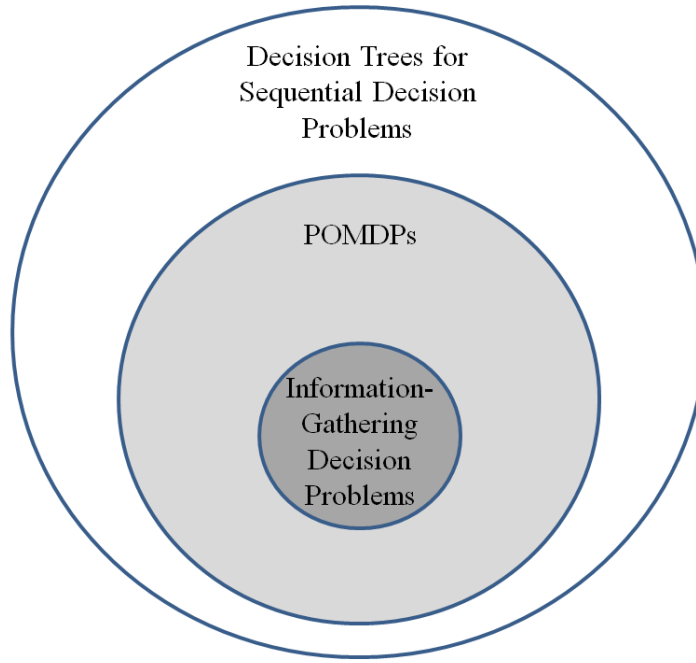 Decision Trees for
Sequential Decision
Problems
POMDPs
Information-
Gathering
Decision
Problems